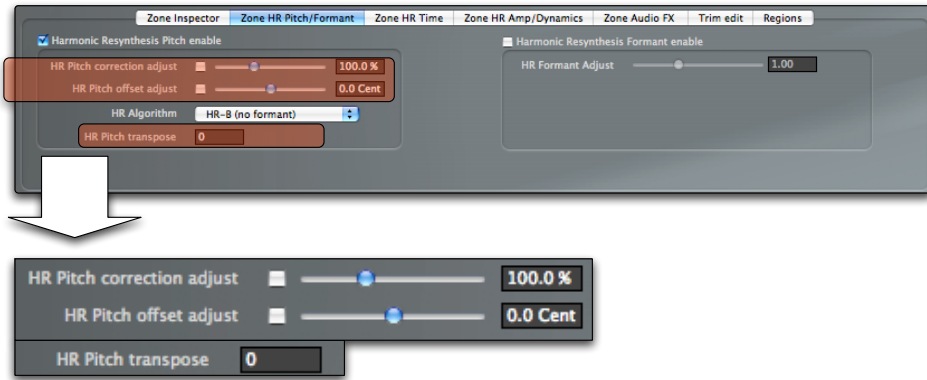 Zone Inspector Zone HR Pitch/Formant Zone HR Time Zone HR Amp/Dynamics Zone Audio FX Trim edit Regions
Harmonic Resynthesis Pitch enable
HR Pitch correction adjust 100.0 %
HR Pitch offset adjust 0.0 Cent
HR Algorithm HR-B (no formant)
HR Pitch transpose 0
Harmonic Resynthesis Formant enable
HR Formant Adjust 1.00
HR Pitch correction adjust 100.0 %
HR Pitch offset adjust 0.0 Cent
HR Pitch transpose 0